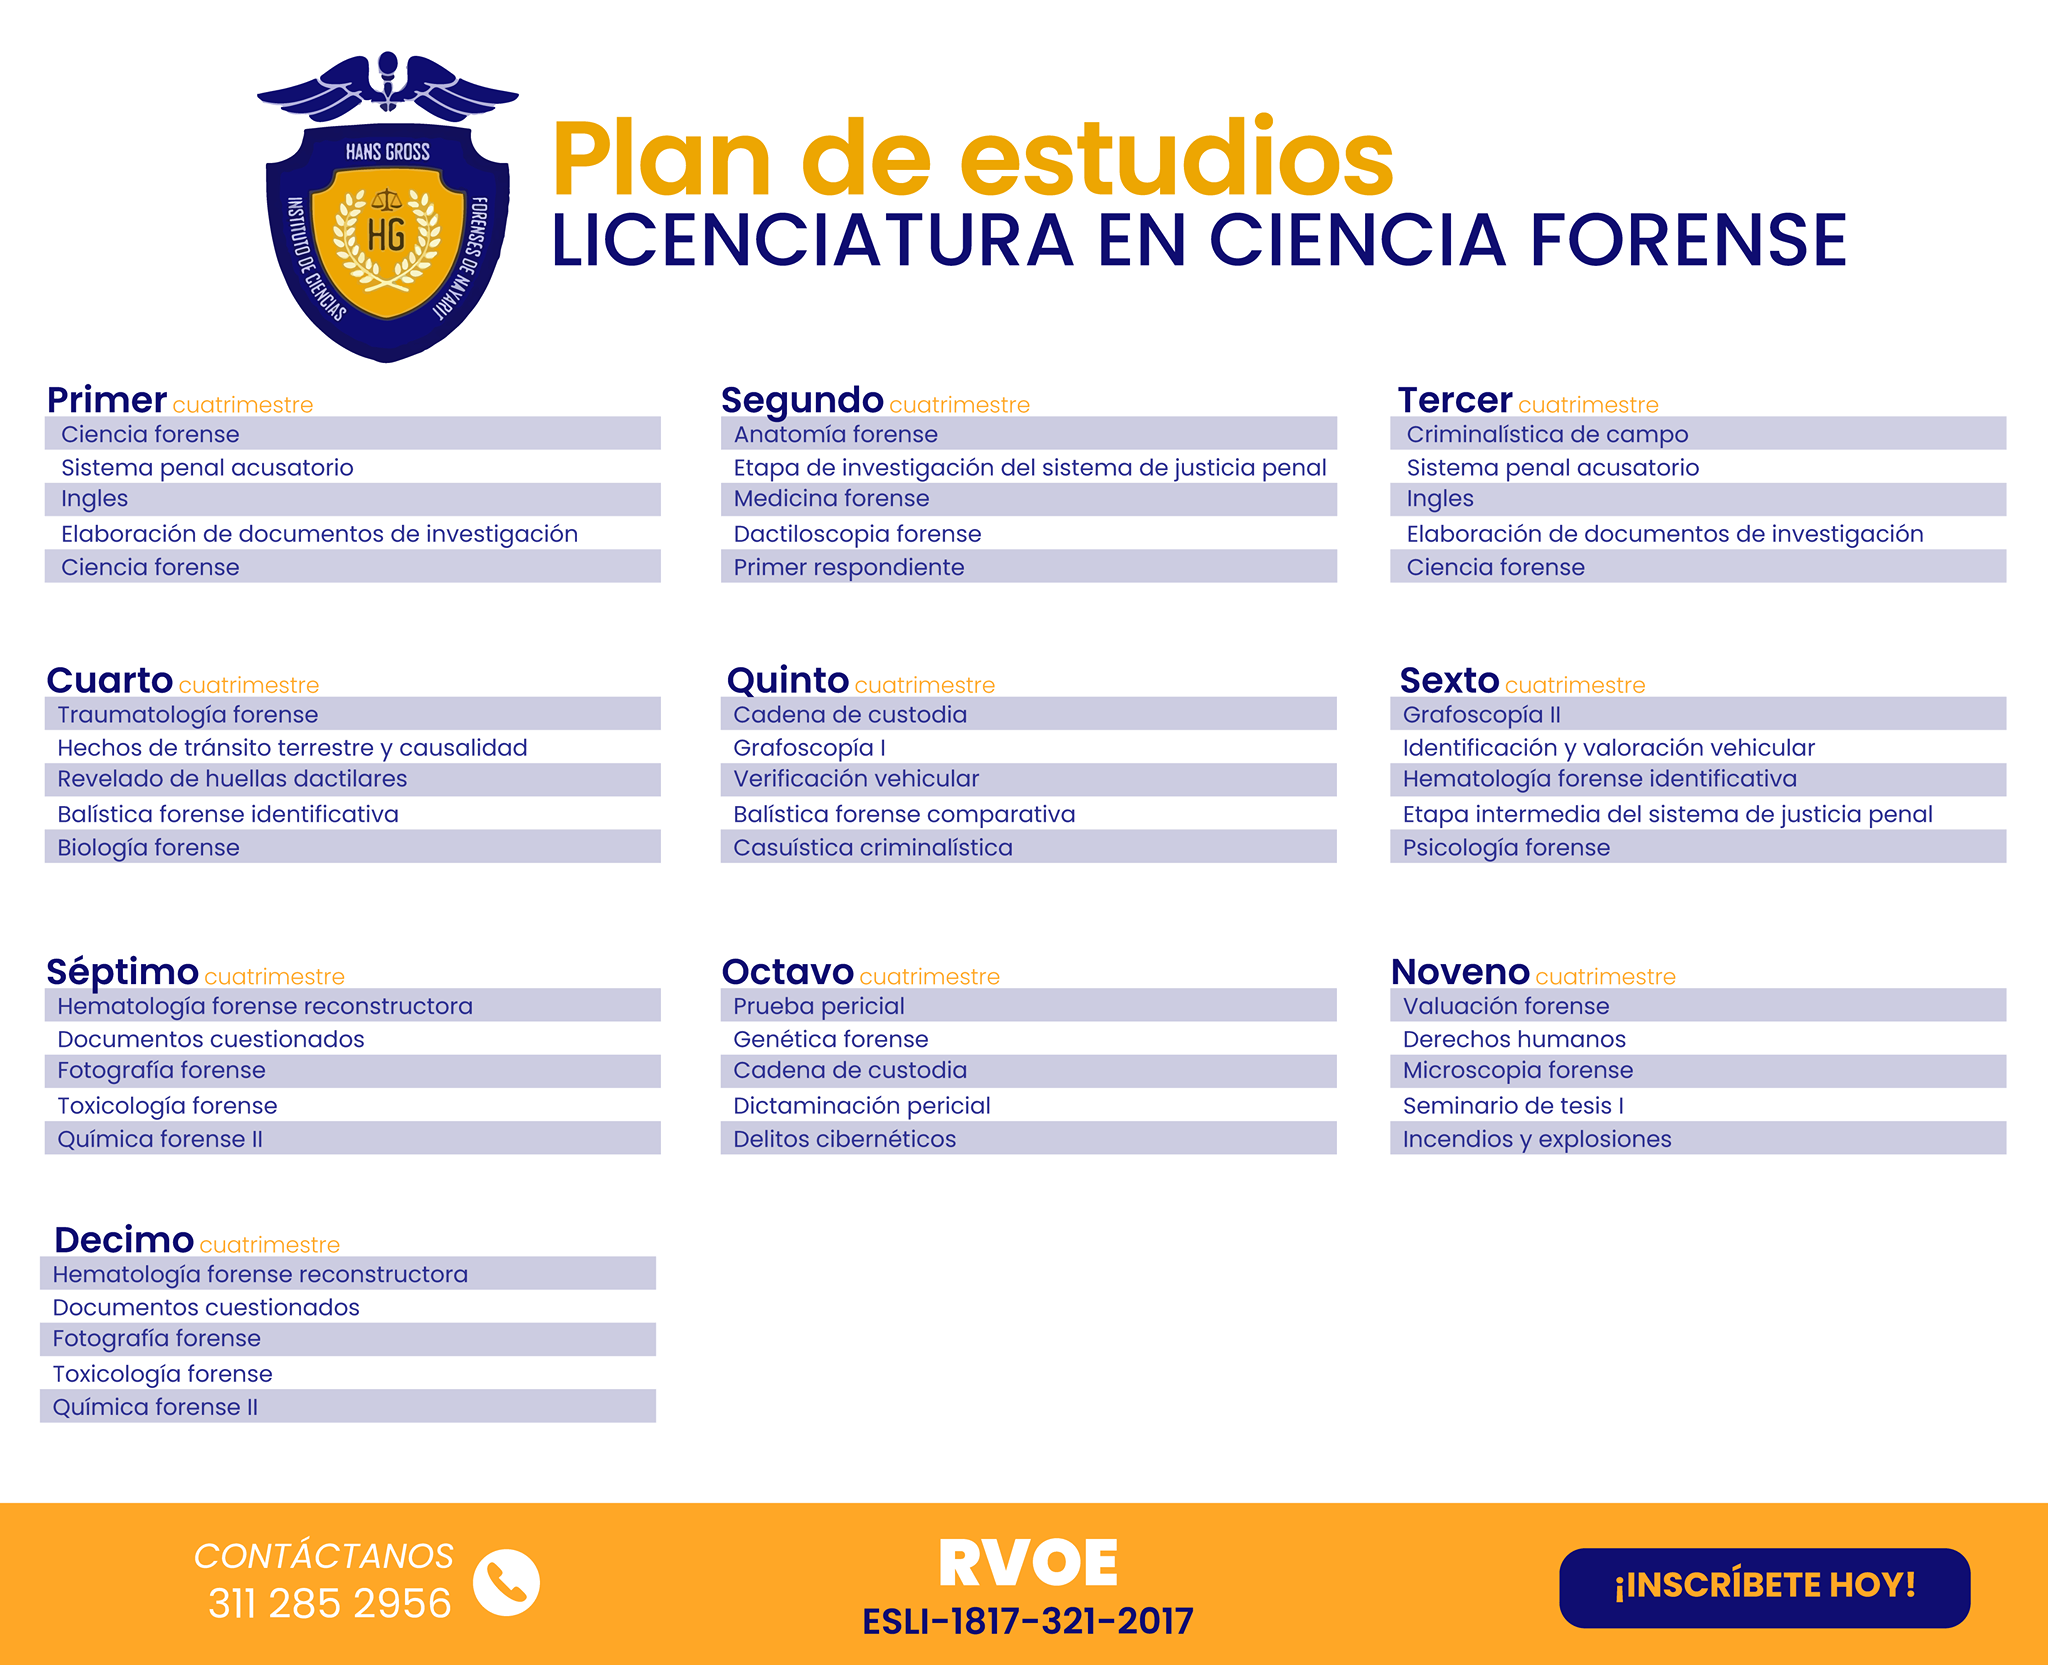 HANS GROSS
INSTITUTO DE CIENCIAS
FORENSES DE NAYARIT
HG
Plan de estudios
LICENCIATURA EN CIENCIA FORENSE
Primer cuatrimestre
Ciencia forense
Sistema penal acusatorio
Ingles
Elaboración de documentos de investigación
Ciencia forense
Segundo cuatrimestre
Anatomía forense
Etapa de investigación del sistema de justicia penal
Medicina forense
Dactiloscopia forense
Primer respondiente
Tercer cuatrimestre
Criminalística de campo
Sistema penal acusatorio
Ingles
Elaboración de documentos de investigación
Ciencia forense
Cuarto cuatrimestre
Traumatología forense
Hechos de tránsito terrestre y causalidad
Revelado de huellas dactilares
Balística forense identificativa
Biología forense
Quinto cuatrimestre
Cadena de custodia
Grafoscopía I
Verificación vehicular
Balística forense comparativa
Casuística criminalística
Sexto cuatrimestre
Grafoscopía II
Identificación y valoración vehicular
Hematología forense identificativa
Etapa intermedia del sistema de justicia penal
Psicología forense
Séptimo cuatrimestre
Hematología forense reconstructora
Documentos cuestionados
Fotografía forense
Toxicología forense
Química forense II
Octavo cuatrimestre
Prueba pericial
Genética forense
Cadena de custodia
Dictaminación pericial
Delitos cibernéticos
Noveno cuatrimestre
Valuación forense
Derechos humanos
Microscopia forense
Seminario de tesis I
Incendios y explosiones
Decimo cuatrimestre
Hematología forense reconstructora
Documentos cuestionados
Fotografía forense
Toxicología forense
Química forense II
CONTÁCTANOS
311 285 2956
RVOE
ESLI-1817-321-2017
¡INSCRÍBETE HOY!